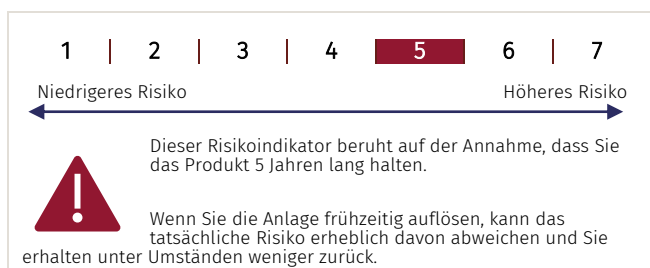 1 | 2 | 3 | 4 5 6 | 7
Niedrigeres Risiko Höheres Risiko
Dieser Risikoindikator beruht auf der Annahme, dass Sie
das Produkt 5 Jahren lang halten.
Wenn Sie die Anlage frühzeitig auflösen, kann das
tatsächliche Risiko erheblich davon abweichen und Sie
erhalten unter Umständen weniger zurück.